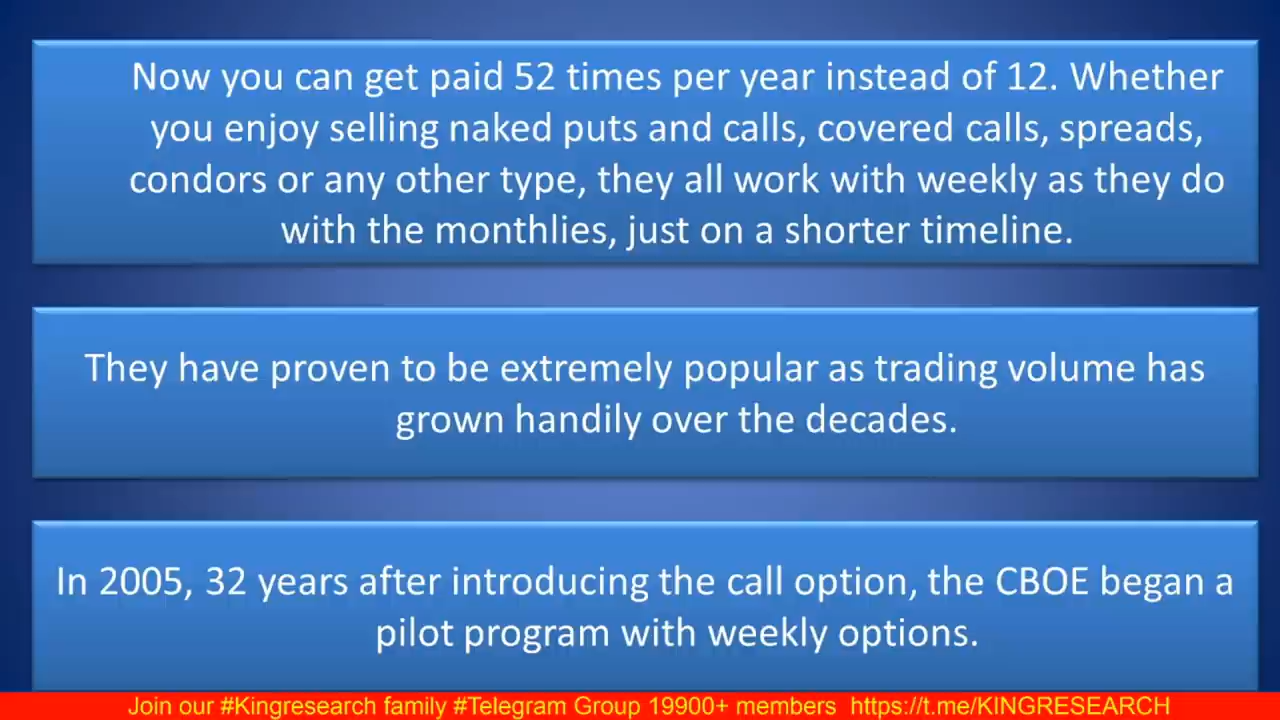 Now you can get paid 52 times per year instead of 12. Whether
you enjoy selling naked puts and calls, covered calls, spreads,
condors or any other type, they all work with weekly as they do
with the monthlies, just on a shorter timeline.
They have proven to be extremely popular as trading volume has
grown handily over the decades.
In 2005, 32 years after introducing the call option, the CBOE began a
pilot program with weekly options.
Join our #Kingresearch family #Telegram Group 19900+ members https://t.me/KINGRESEARCH